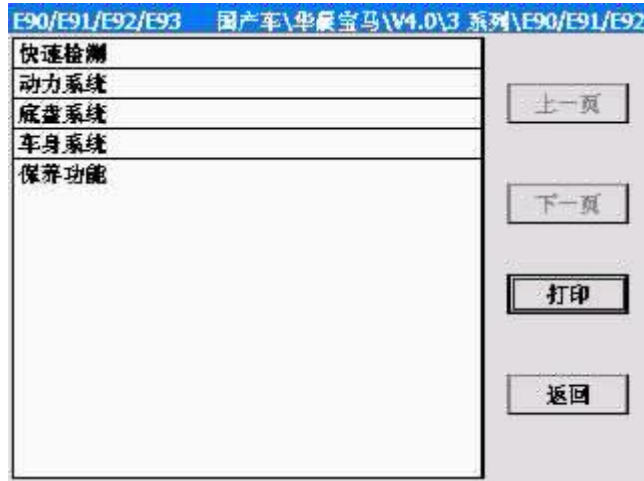 E90/E91/E92/E93 国产车\华晨宝马\V4.0\3 系列\E90/E91/E92
快速检测
动力系统
底盘系统
车身系统
保养功能
上一页
下一页
打印
返回